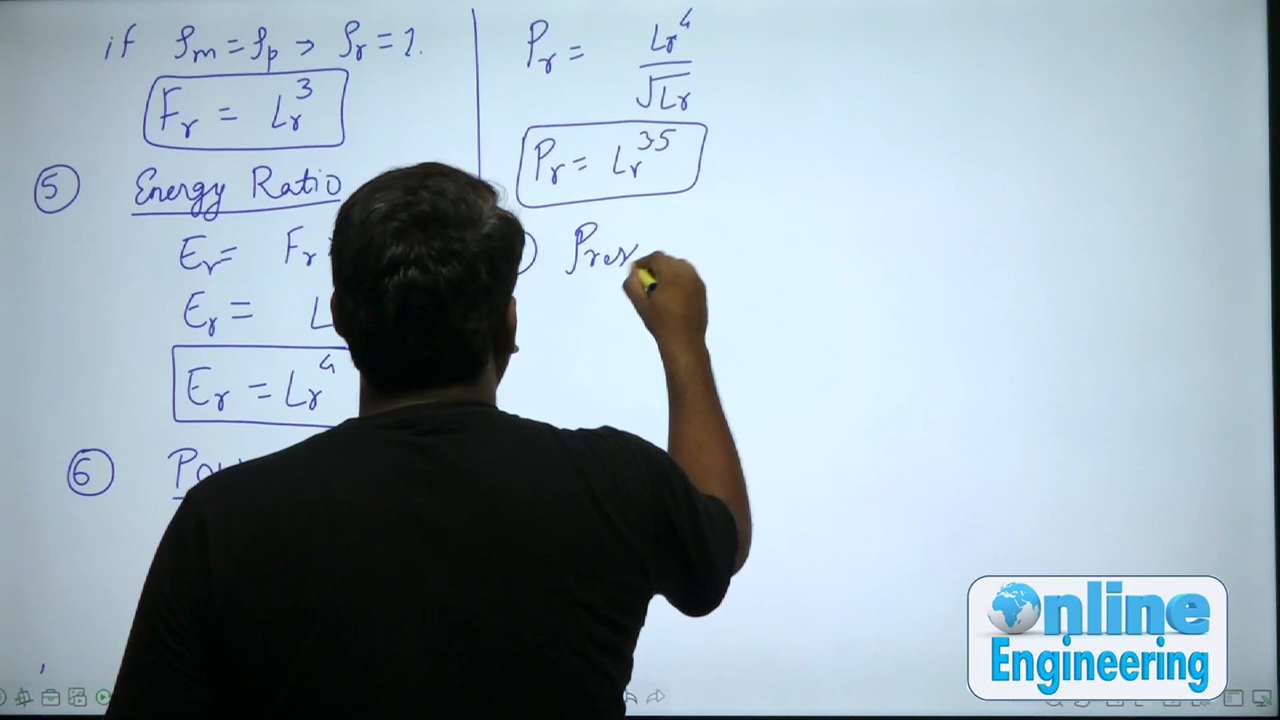 if ρm = ρp → ρr = 1.
Fr = Lr^3
⑤ Energy Ratio
Er = Fr
Er = L
Er = Lr^4
⑥
Pr = Lr^4 / √Lr
Pr = Lr^3.5
Pres
Online
Engineering